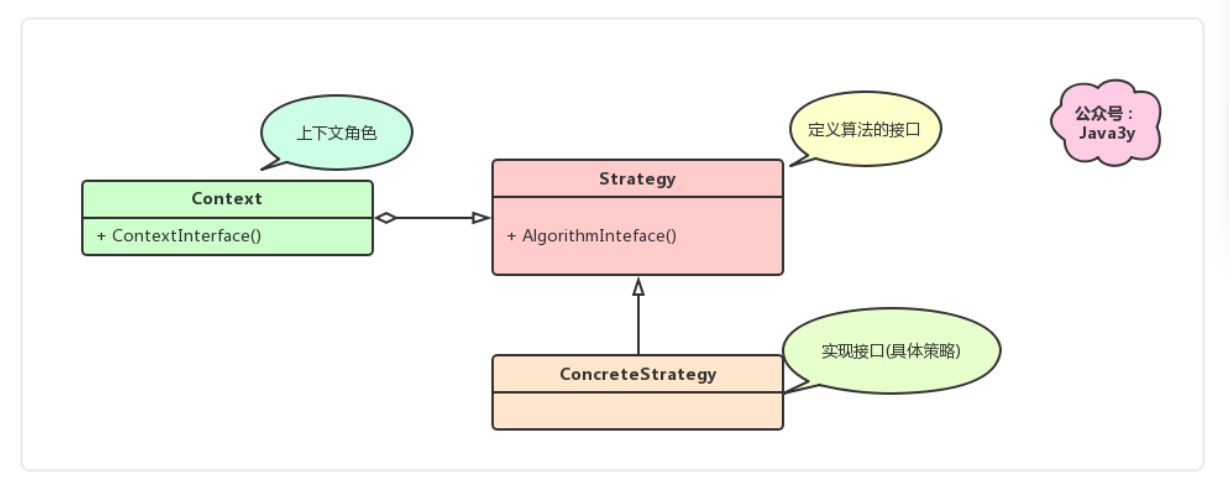 上下文角色
定义算法的接口
公众号：
Java3y
Context
+ ContextInterface()
Strategy
+ AlgorithmInteface()
实现接口(具体策略)
ConcreteStrategy